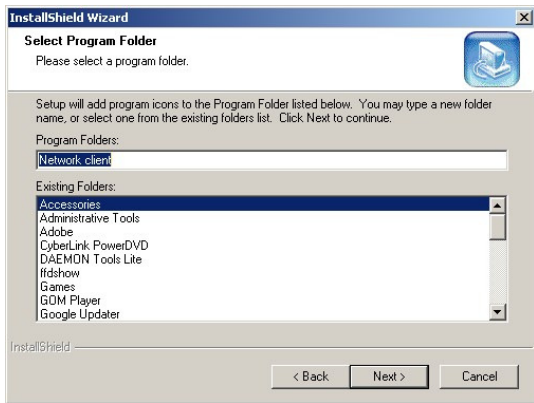 InstallShield Wizard
Select Program Folder
Please select a program folder.
Setup will add program icons to the Program Folder listed below. You may type a new folder
name, or select one from the existing folders list. Click Next to continue.
Program Folders:
Network client
Existing Folders:
Accessories
Administrative Tools
Adobe
CyberLink PowerDVD
DAEMON Tools Lite
ffdshow
Games
GOM Player
Google Updater
InstallShield
< Back Next > Cancel